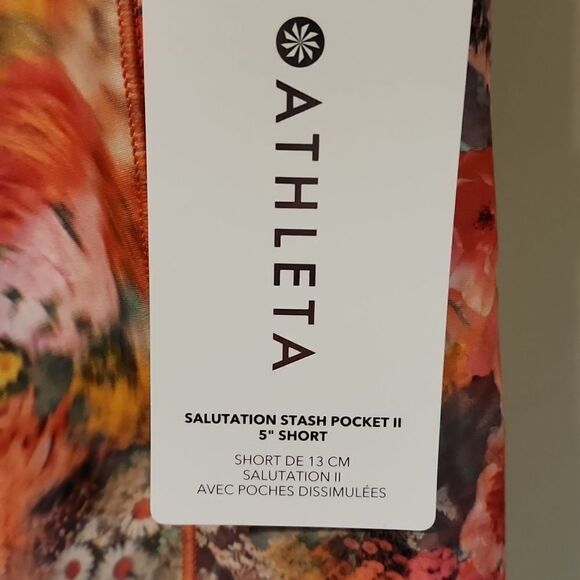 ATHLETA
SALUTATION STASH POCKET II
5" SHORT
SHORT DE 13 CM
SALUTATION II
AVEC POCHES DISSIMULÉES